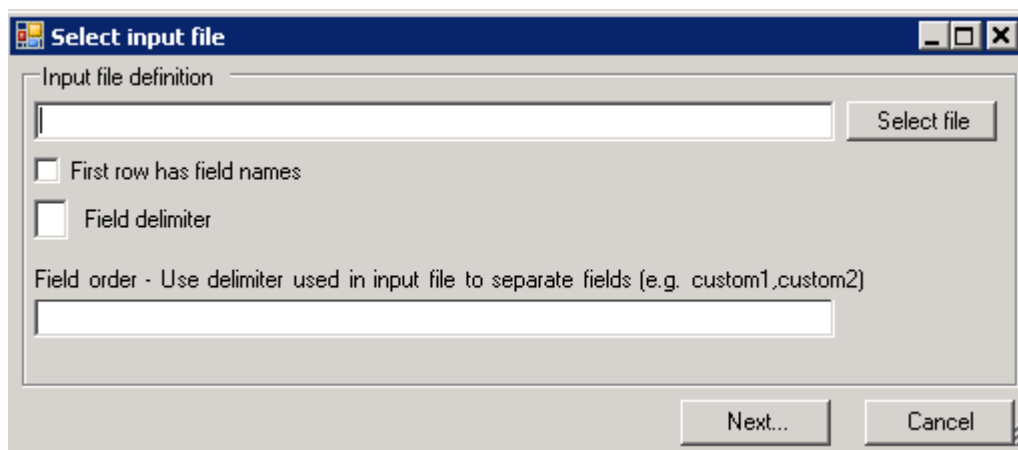 Select input file
Input file definition
Select file
First row has field names
Field delimiter
Field order - Use delimiter used in input file to separate fields (e.g. custom1,custom2)
Next...
Cancel